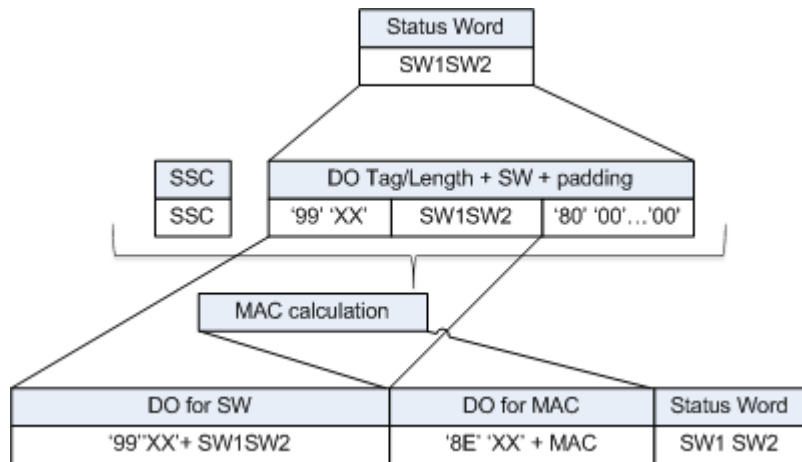 Status Word
SW1SW2
SSC
DO Tag/Length + SW + padding
SSC
‘99’ ‘XX’
SW1SW2
‘80’ ‘00’…’00’
MAC calculation
DO for SW
DO for MAC
Status Word
‘99’’XX’+ SW1SW2
‘8E’ ‘XX’ + MAC
SW1 SW2